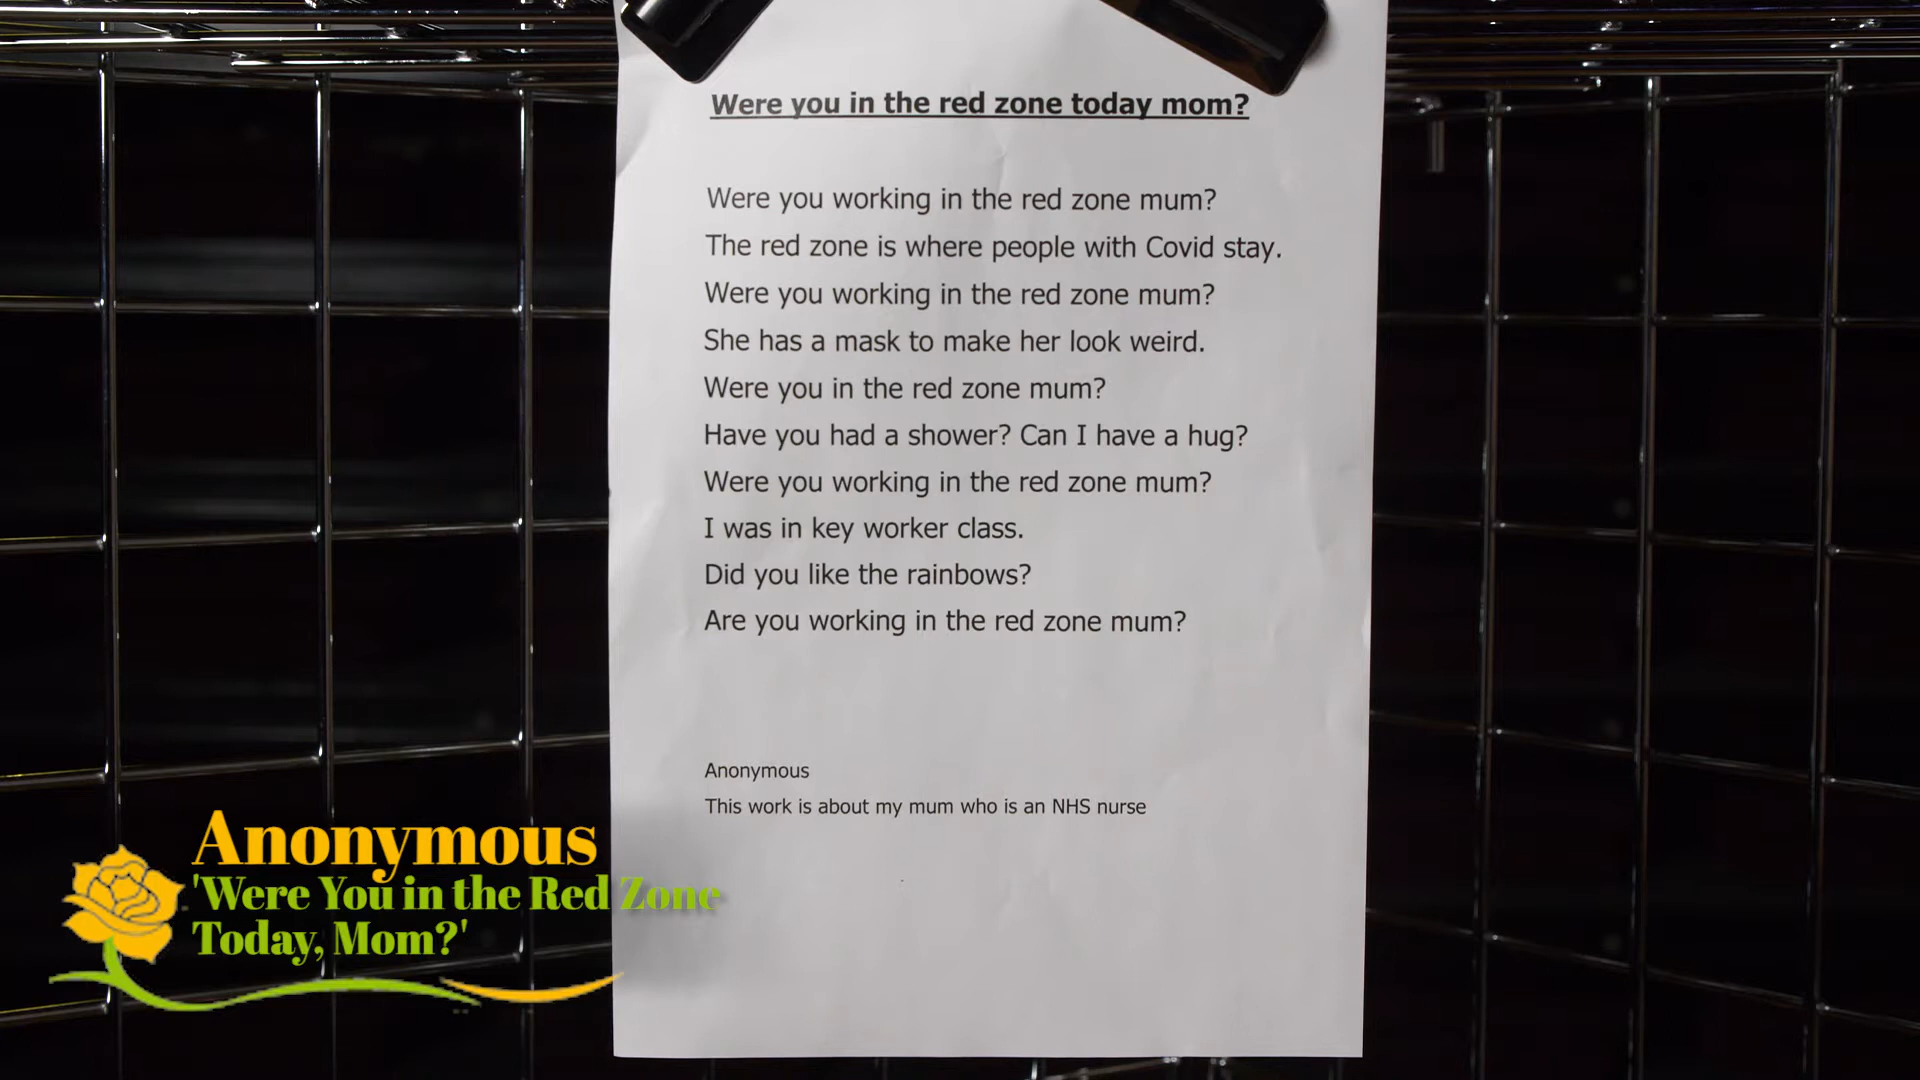 Were you in the red zone today mom?
Were you working in the red zone mum?
The red zone is where people with Covid stay.
Were you working in the red zone mum?
She has a mask to make her look weird.
Were you in the red zone mum?
Have you had a shower? Can I have a hug?
Were you working in the red zone mum?
I was in key worker class.
Did you like the rainbows?
Are you working in the red zone mum?
Anonymous
This work is about my mum who is an NHS nurse
Anonymous
'Were You in the Red Zone
Today, Mom?'